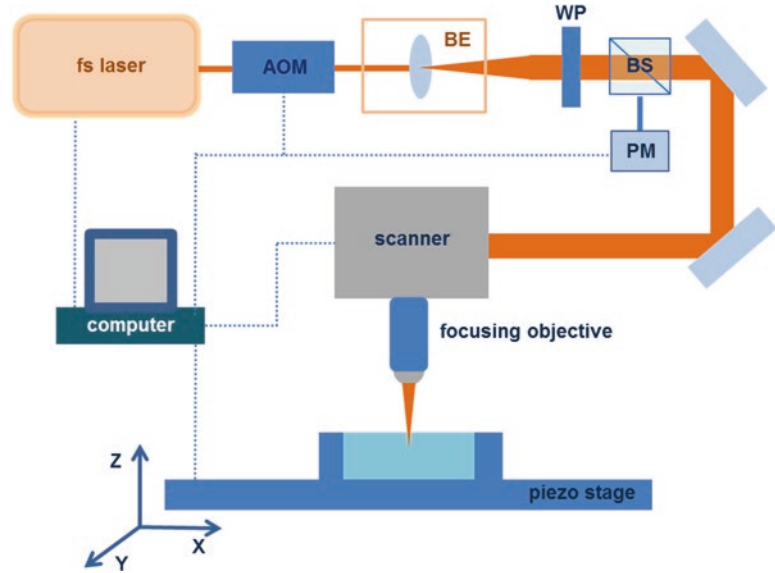 WP
BE
fs laser
AOM
BS
PM
scanner
computer
focusing objective
Z
piezo stage
X
Y